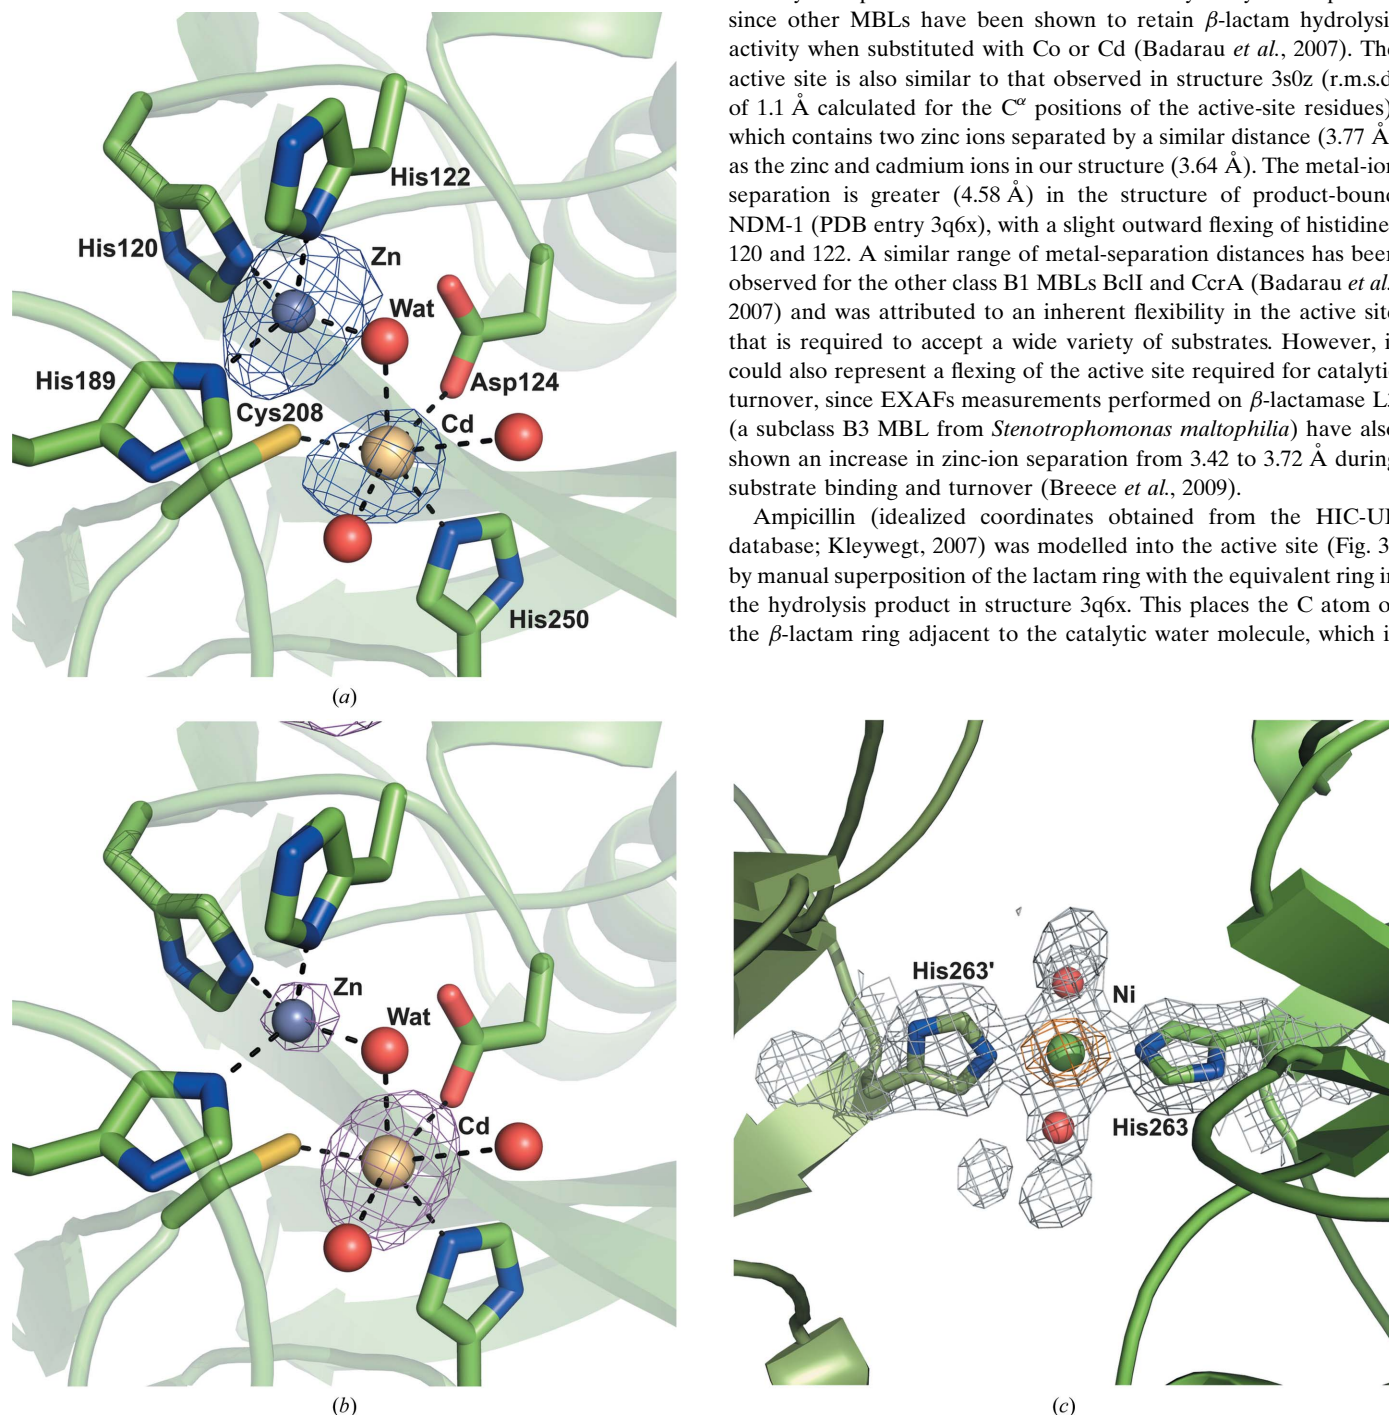 since other MBLs have been shown to retain β-lactam hydrolysi
activity when substituted with Co or Cd (Badarau et al., 2007). The
active site is also similar to that observed in structure 3s0z (r.m.s.d
of 1.1 Å calculated for the Cα positions of the active-site residues)
which contains two zinc ions separated by a similar distance (3.77 Å
as the zinc and cadmium ions in our structure (3.64 Å). The metal-ion
separation is greater (4.58 Å) in the structure of product-bound
NDM-1 (PDB entry 3q6x), with a slight outward flexing of histidine
120 and 122. A similar range of metal-separation distances has been
observed for the other class B1 MBLs BclI and CcrA (Badarau et al.
2007) and was attributed to an inherent flexibility in the active site
that is required to accept a wide variety of substrates. However, i
could also represent a flexing of the active site required for catalytic
turnover, since EXAFs measurements performed on β-lactamase L
(a subclass B3 MBL from Stenotrophomonas maltophilia) have also
shown an increase in zinc-ion separation from 3.42 to 3.72 Å during
substrate binding and turnover (Breece et al., 2009).
Ampicillin (idealized coordinates obtained from the HIC-UP
database; Kleywegt, 2007) was modelled into the active site (Fig. 3
by manual superposition of the lactam ring with the equivalent ring in
the hydrolysis product in structure 3q6x. This places the C atom o
the β-lactam ring adjacent to the catalytic water molecule, which i
His122
His120
Zn
Wat
His189
Asp124
Cys208
Cd
His250
(a)
Zn
Wat
Cd
(b)
His263'
Ni
His263
(c)